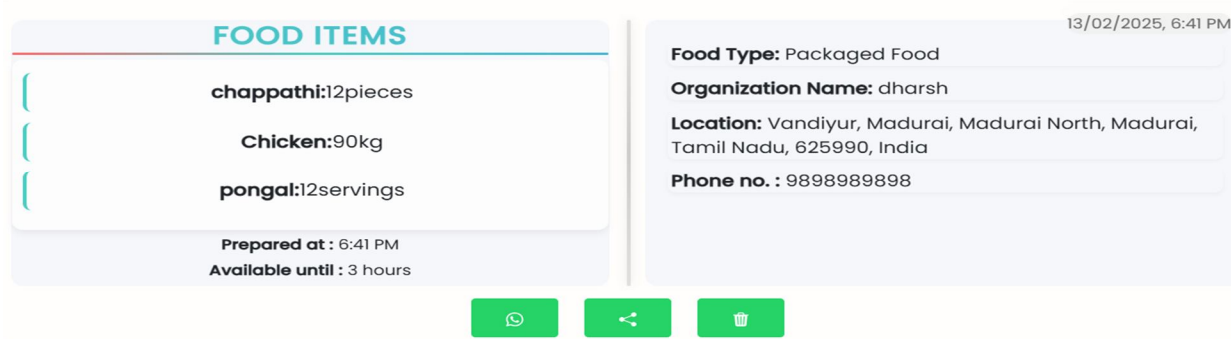 FOOD ITEMS
chappathi:12pieces
Chicken:90kg
pongal:12servings
Prepared at : 6:41 PM
Available until : 3 hours
13/02/2025, 6:41 PM
Food Type: Packaged Food
Organization Name: dharsh
Location: Vandiyur, Madurai, Madurai North, Madurai,
Tamil Nadu, 625990, India
Phone no. : 9898989898